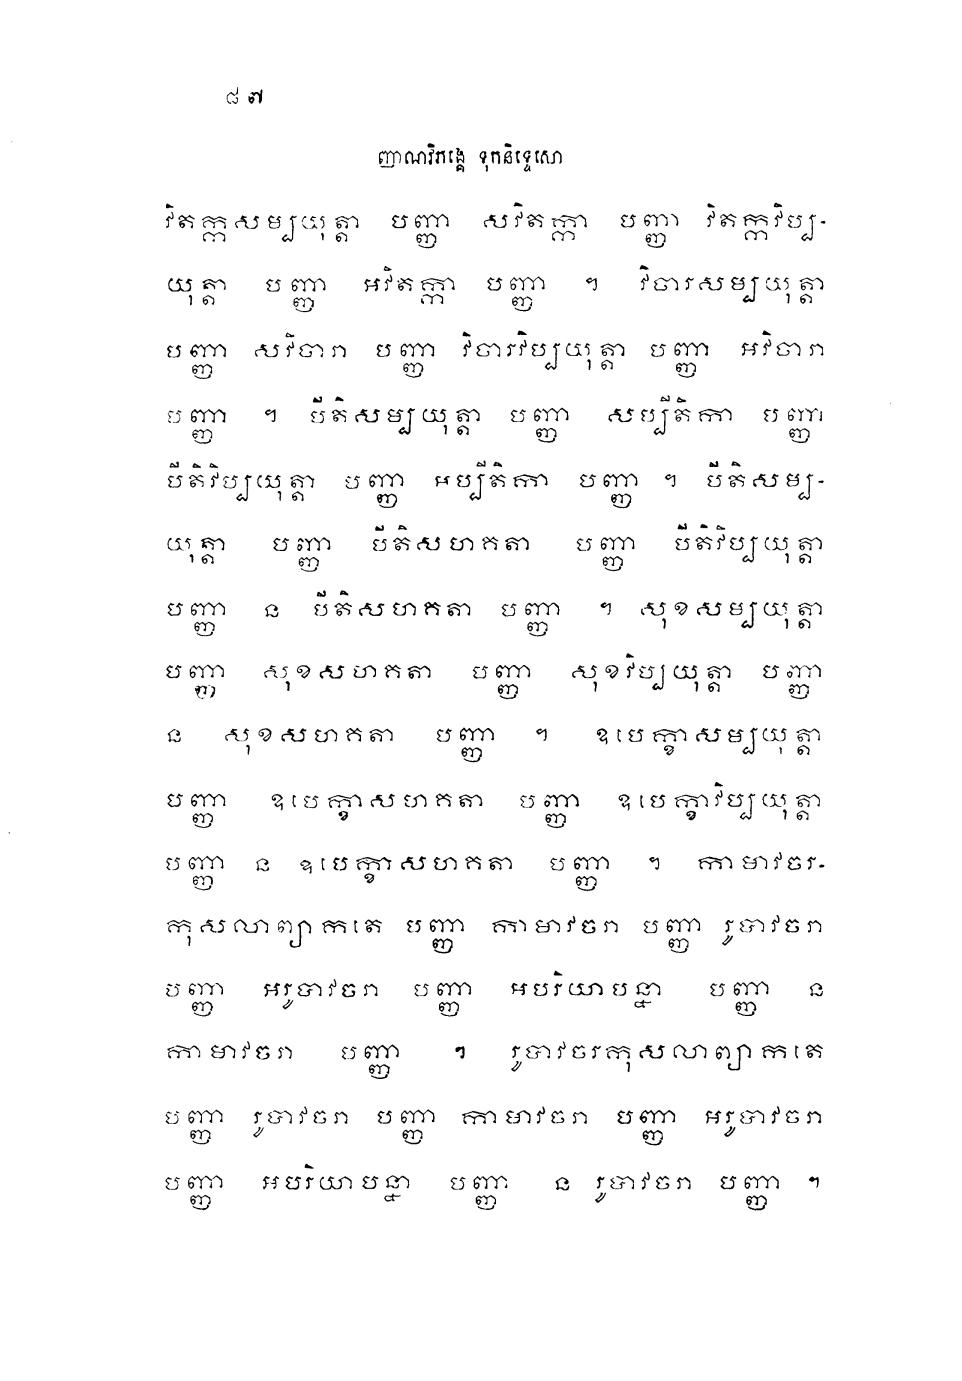 ៨៧
ញាណវិភង្គេ ទុកនិទ្ទេសោ
វិតក្កសម្បយុត្តា បញ្ញា សវិតក្កា បញ្ញា វិតក្កវិប្ប-
យុត្តា បញ្ញា អវិតក្កា បញ្ញា ។ វិចារសម្បយុត្តា
បញ្ញា សវិចារា បញ្ញា វិចារវិប្បយុត្តា បញ្ញា អវិចារា
បញ្ញា ។ បីតិសម្បយុត្តា បញ្ញា សប្បីតិកា បញ្ញា
បីតិវិប្បយុត្តា បញ្ញា អប្បីតិកា បញ្ញា ។ បីតិសម្ប-
យុត្តា បញ្ញា បីតិសហគតា បញ្ញា បីតិវិប្បយុត្តា
បញ្ញា ន បីតិសហគតា បញ្ញា ។ សុខសម្បយុត្តា
បញ្ញា សុខសហគតា បញ្ញា សុខវិប្បយុត្តា បញ្ញា
ន សុខសហគតា បញ្ញា ។ ឧបេក្ខាសម្បយុត្តា
បញ្ញា ឧបេក្ខាសហគតា បញ្ញា ឧបេក្ខាវិប្បយុត្តា
បញ្ញា ន ឧបេក្ខាសហគតា បញ្ញា ។ កាមាវចរ-
កុសលាព្យាកតេ បញ្ញា កាមាវចរា បញ្ញា រូបាវចរា
បញ្ញា អរូបាវចរា បញ្ញា អបរិយាបន្នា បញ្ញា ន
កាមាវចរា បញ្ញា ។ រូបាវចរកុសលាព្យាកតេ
បញ្ញា រូបាវចរា បញ្ញា កាមាវចរា បញ្ញា អរូបាវចរា
បញ្ញា អបរិយាបន្នា បញ្ញា ន រូបាវចរា បញ្ញា ។